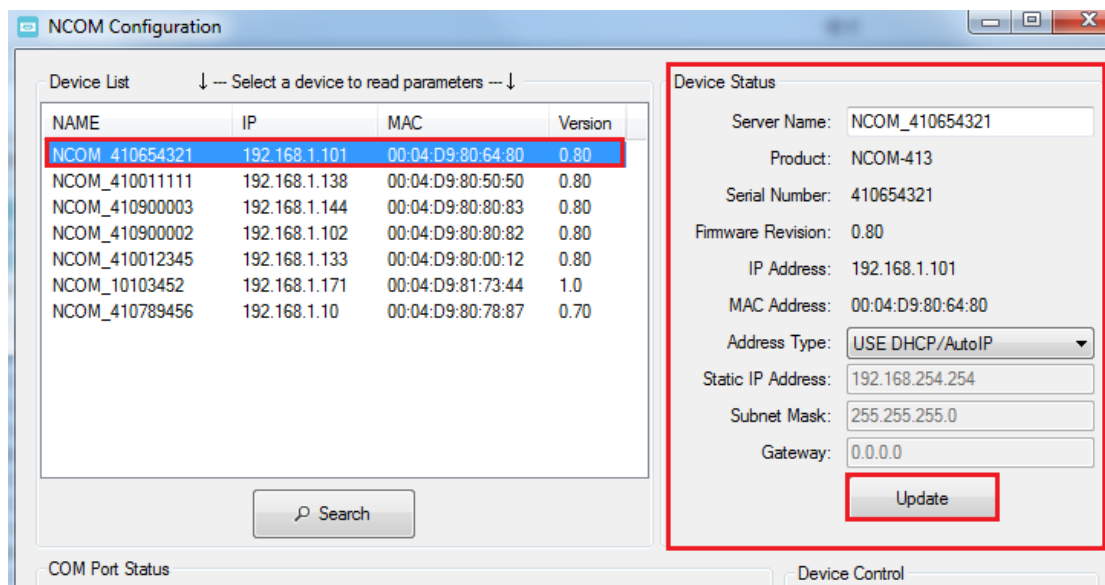 NCOM Configuration
Device List ↓ --- Select a device to read parameters --- ↓
NAME IP MAC Version
NCOM_410654321 192.168.1.101 00:04:D9:80:64:80 0.80
NCOM_410011111 192.168.1.138 00:04:D9:80:50:50 0.80
NCOM_410900003 192.168.1.144 00:04:D9:80:80:83 0.80
NCOM_410900002 192.168.1.102 00:04:D9:80:80:82 0.80
NCOM_410012345 192.168.1.133 00:04:D9:80:00:12 0.80
NCOM_10103452 192.168.1.171 00:04:D9:81:73:44 1.0
NCOM_410789456 192.168.1.10 00:04:D9:80:78:87 0.70
Search
Device Status
Server Name: NCOM_410654321
Product: NCOM-413
Serial Number: 410654321
Firmware Revision: 0.80
IP Address: 192.168.1.101
MAC Address: 00:04:D9:80:64:80
Address Type: USE DHCP/AutoIP
Static IP Address: 192.168.254.254
Subnet Mask: 255.255.255.0
Gateway: 0.0.0.0
Update
COM Port Status
Device Control